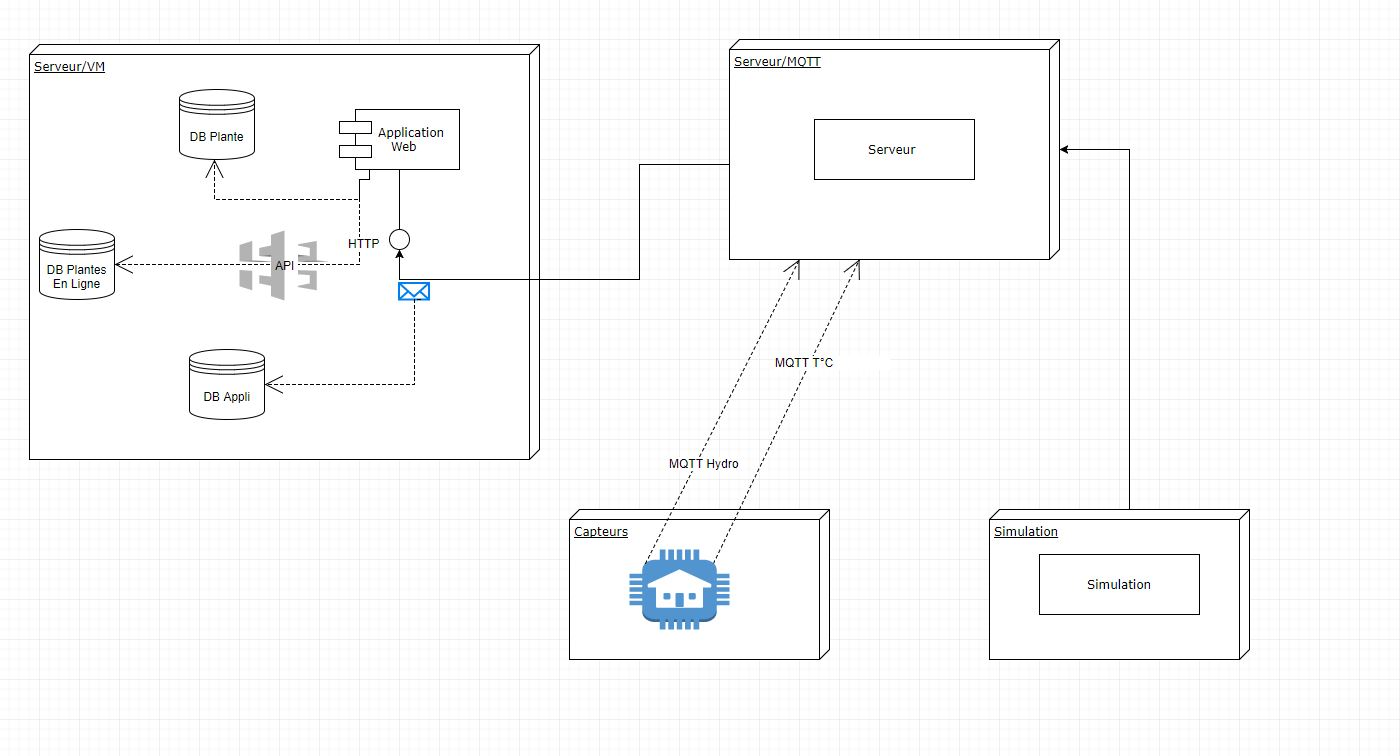 Serveur/VM
DB Plante
Application
Web
HTTP
API
DB Plantes
En Ligne
DB Appli
Serveur/MQTT
Serveur
MQTT T°C
MQTT Hydro
Capteurs
Simulation
Simulation